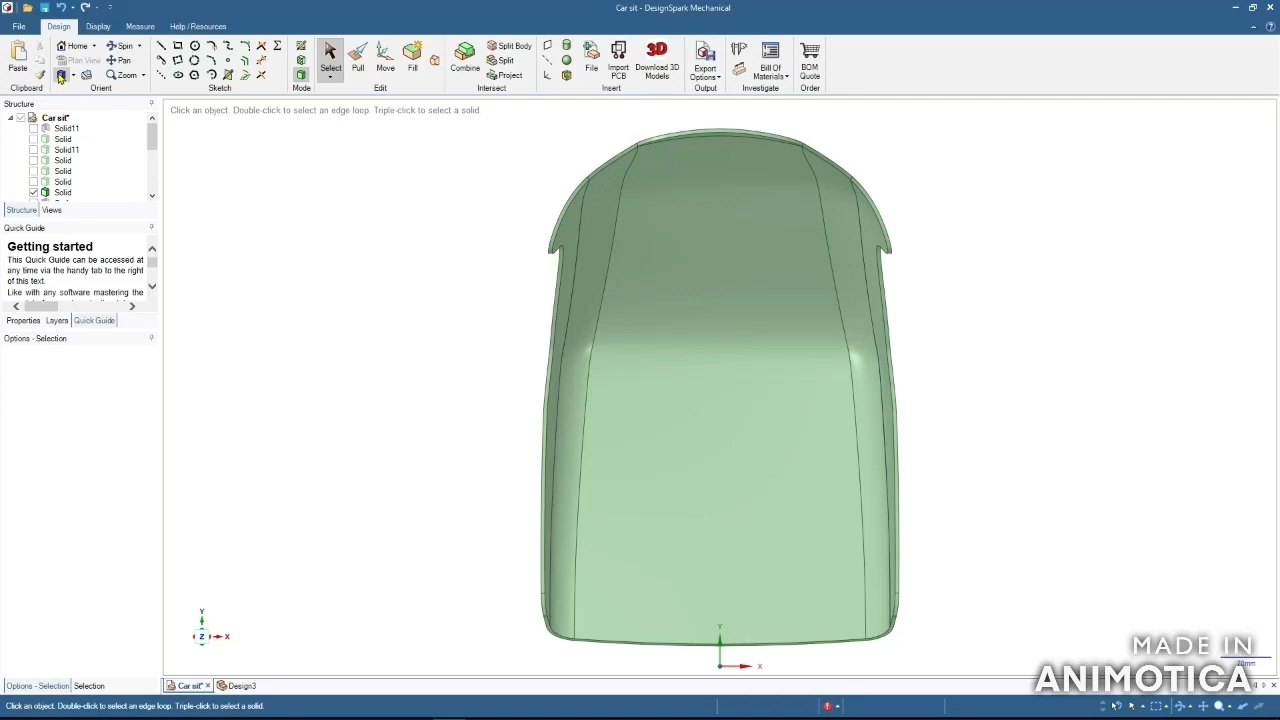 Car sit - DesignSpark Mechanical
File Design Display Measure Help / Resources
Paste Home Spin
Plan View Pan
Zoom
Select Pull Move Fill
Combine Split Body
Split
Project
File Import PCB Download 3D Models
3D
Export Options Bill Of Materials BOM Quote
Clipboard Orient Sketch Mode Edit Intersect Insert Output Investigate Order
Structure
Click an object. Double-click to select an edge loop. Triple-click to select a solid.
Car sit*
Solid11
Solid
Solid11
Solid
Solid
Solid
Solid
Structure Views
Quick Guide
Getting started
This Quick Guide can be accessed at
any time via the handy tab to the right
of this text.
Like with any software mastering the
Properties Layers Quick Guide
Options - Selection
Y
Z X
Y
X
MADE IN
ANIMOTICA
Options - Selection Selection
Car sit* Design3
Click an object. Double-click to select an edge loop. Triple-click to select a solid.